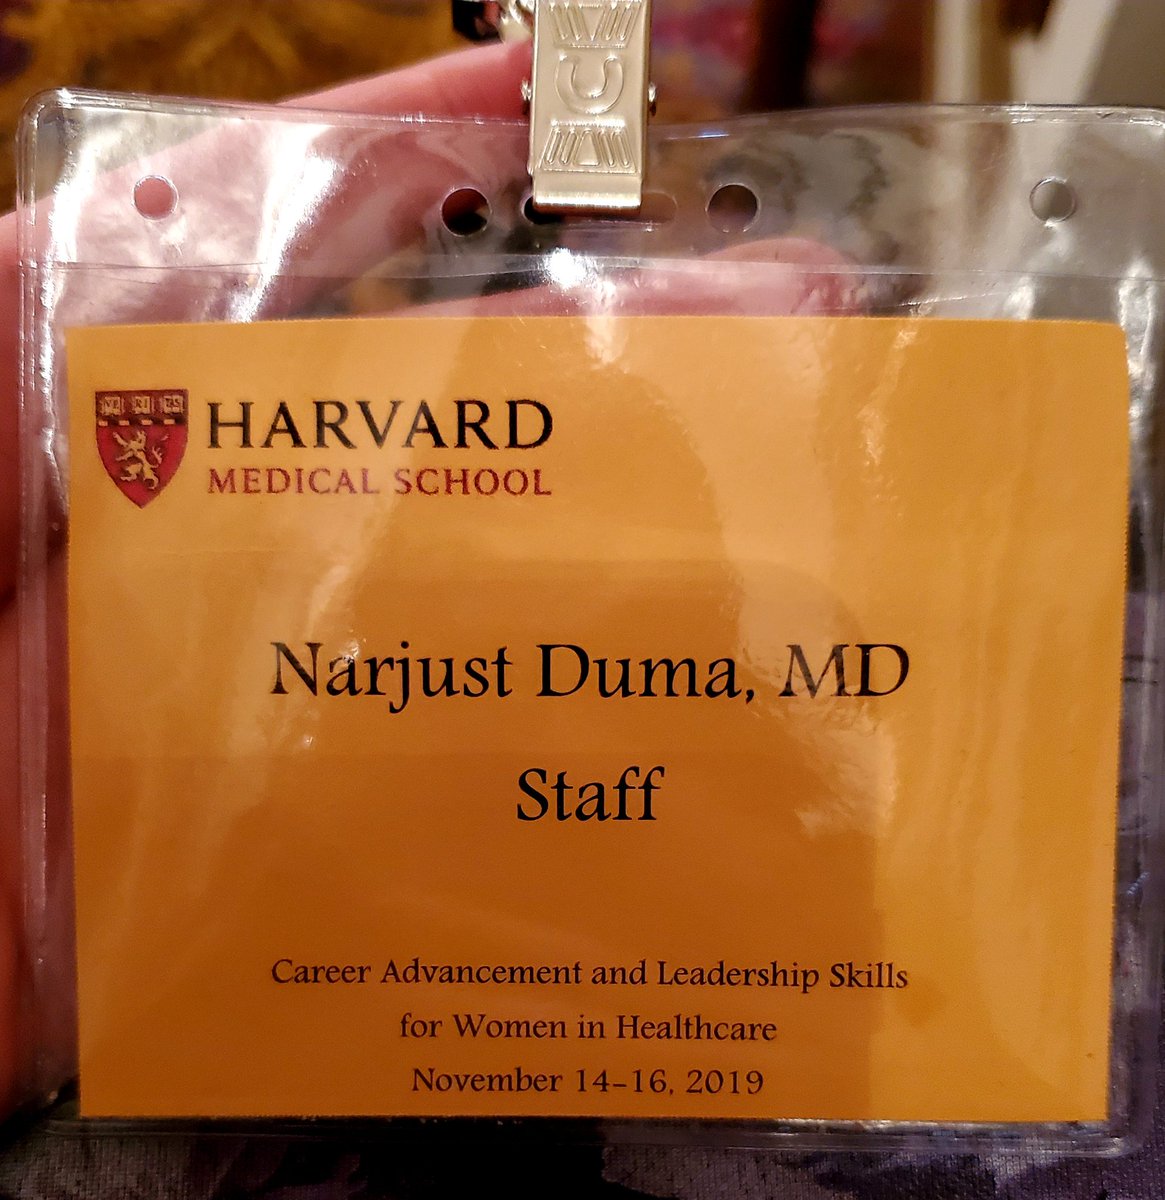 HARVARD
MEDICAL SCHOOL
Narjust Duma, MD
Staff
Career Advancement and Leadership Skills
for Women in Healthcare
November 14-16, 2019